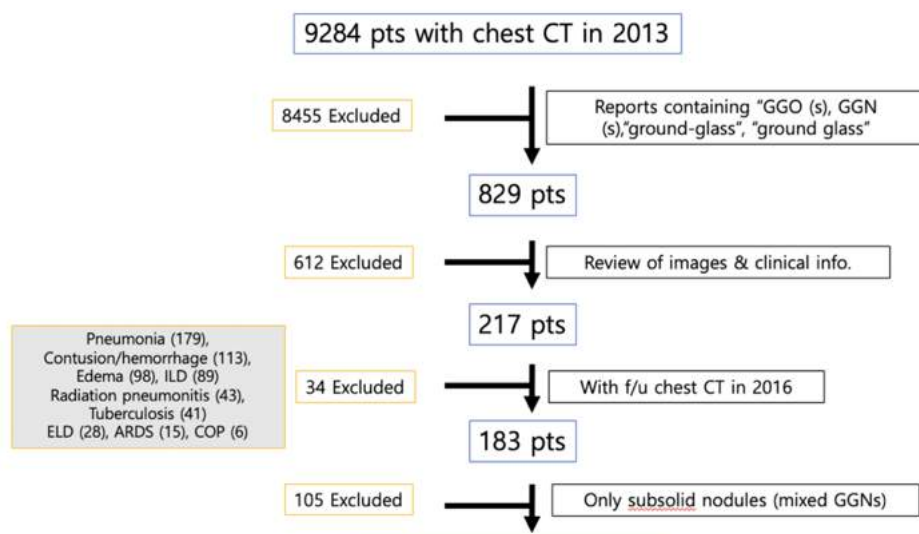 9284 pts with chest CT in 2013
8455 Excluded
Reports containing “GGO (s), GGN
(s),“ground-glass”, “ground glass”
829 pts
612 Excluded
Review of images & clinical info.
217 pts
Pneumonia (179),
Contusion/hemorrhage (113),
Edema (98), ILD (89)
Radiation pneumonitis (43),
Tuberculosis (41)
ELD (28), ARDS (15), COP (6)
34 Excluded
With f/u chest CT in 2016
183 pts
105 Excluded
Only subsolid nodules (mixed GGNs)